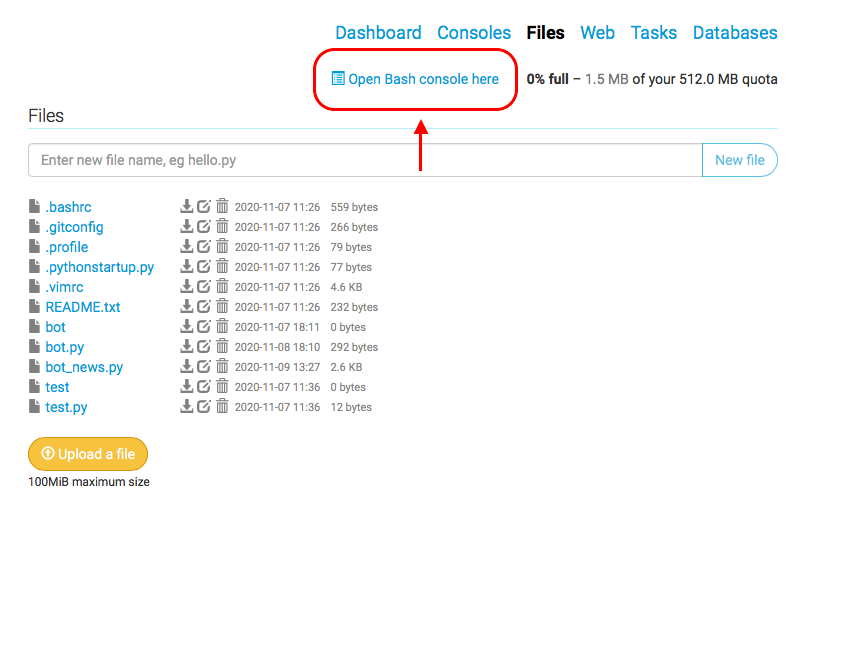 Dashboard Consoles Files Web Tasks Databases
Open Bash console here 0% full – 1.5 MB of your 512.0 MB quota
Files
Enter new file name, eg hello.py New file
.bashrc 2020-11-07 11:26 559 bytes
.gitconfig 2020-11-07 11:26 266 bytes
.profile 2020-11-07 11:26 79 bytes
.pythonstartup.py 2020-11-07 11:26 77 bytes
.vimrc 2020-11-07 11:26 4.6 KB
README.txt 2020-11-07 11:26 232 bytes
bot 2020-11-07 18:11 0 bytes
bot.py 2020-11-08 18:10 292 bytes
bot_news.py 2020-11-09 13:27 2.6 KB
test 2020-11-07 11:36 0 bytes
test.py 2020-11-07 11:36 12 bytes
Upload a file
100MiB maximum size